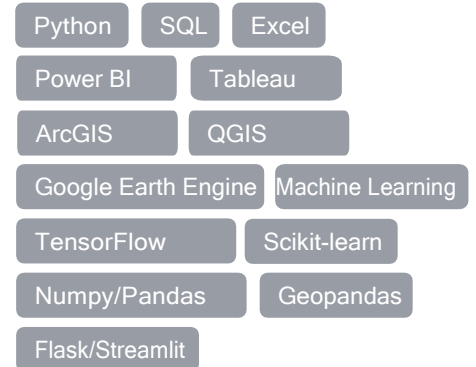 Python SQL Excel
Power BI Tableau
ArcGIS QGIS
Google Earth Engine Machine Learning
TensorFlow Scikit-learn
Numpy/Pandas Geopandas
Flask/Streamlit